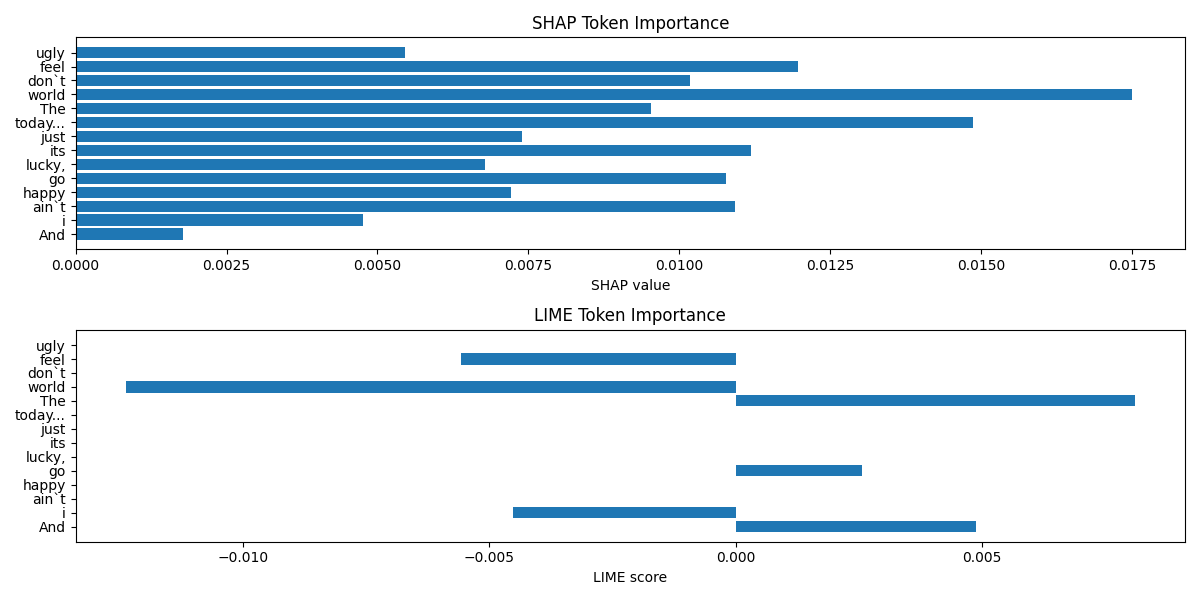 SHAP Token Importance
ugly
feel
don`t
world
The
today...
just
its
lucky,
go
happy
ain`t
i
And
0.0000 0.0025 0.0050 0.0075 0.0100 0.0125 0.0150 0.0175
SHAP value
LIME Token Importance
ugly
feel
don`t
world
The
today...
just
its
lucky,
go
happy
ain`t
i
And
−0.010 −0.005 0.000 0.005
LIME score